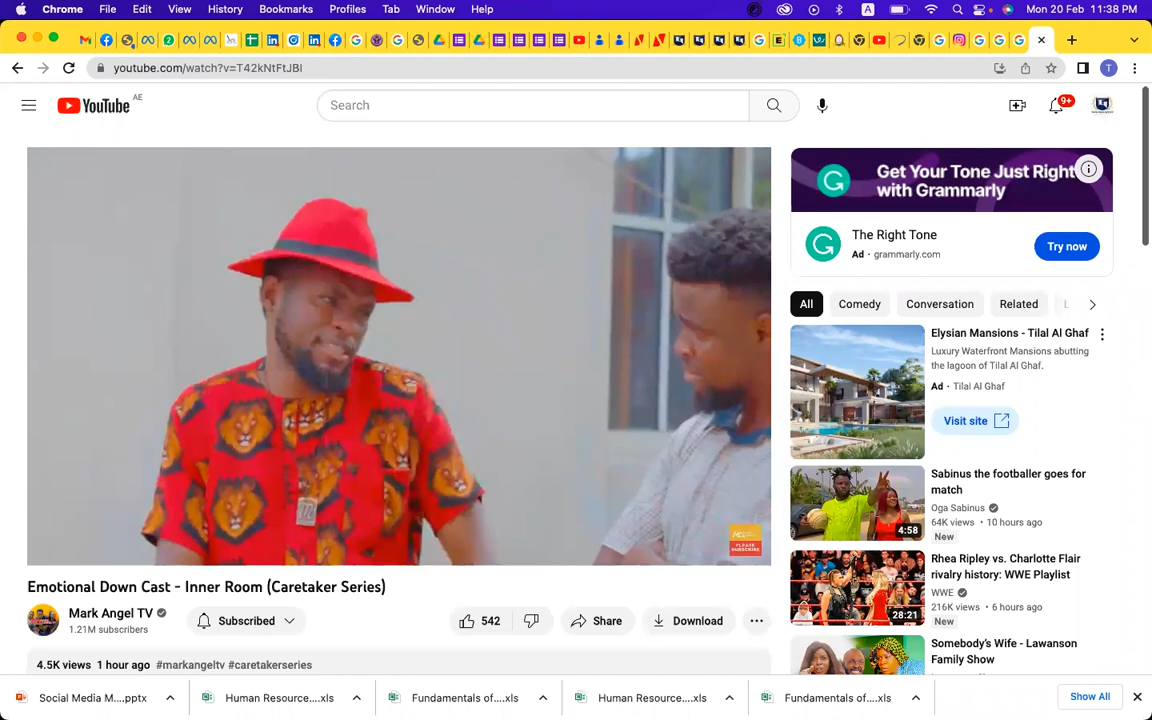 Chrome File Edit View History Bookmarks Profiles Tab Window Help
A
Mon 20 Feb 11:38 PM
youtube.com/watch?v=T42kNtFtJBI
T
YouTube AE
Search
9+
Get Your Tone Just Right
with Grammarly
The Right Tone
Ad · grammarly.com
Try now
All Comedy Conversation Related
Elysian Mansions - Tilal Al Ghaf
Luxury Waterfront Mansions abutting
the lagoon of Tilal Al Ghaf.
Ad · Tilal Al Ghaf
Visit site
Sabinus the footballer goes for
match
Oga Sabinus
64K views · 10 hours ago
New
4:58
Rhea Ripley vs. Charlotte Flair
rivalry history: WWE Playlist
WWE
216K views · 6 hours ago
New
28:21
Somebody's Wife - Lawanson
Family Show
PLEASE
SUBSCRIBE
Emotional Down Cast - Inner Room (Caretaker Series)
Mark Angel TV
1.21M subscribers
Subscribed
542
Share
Download
4.5K views 1 hour ago #markangeltv #caretakerseries
Social Media M....pptx
Human Resource....xls
Fundamentals of....xls
Human Resource....xls
Fundamentals of....xls
Show All